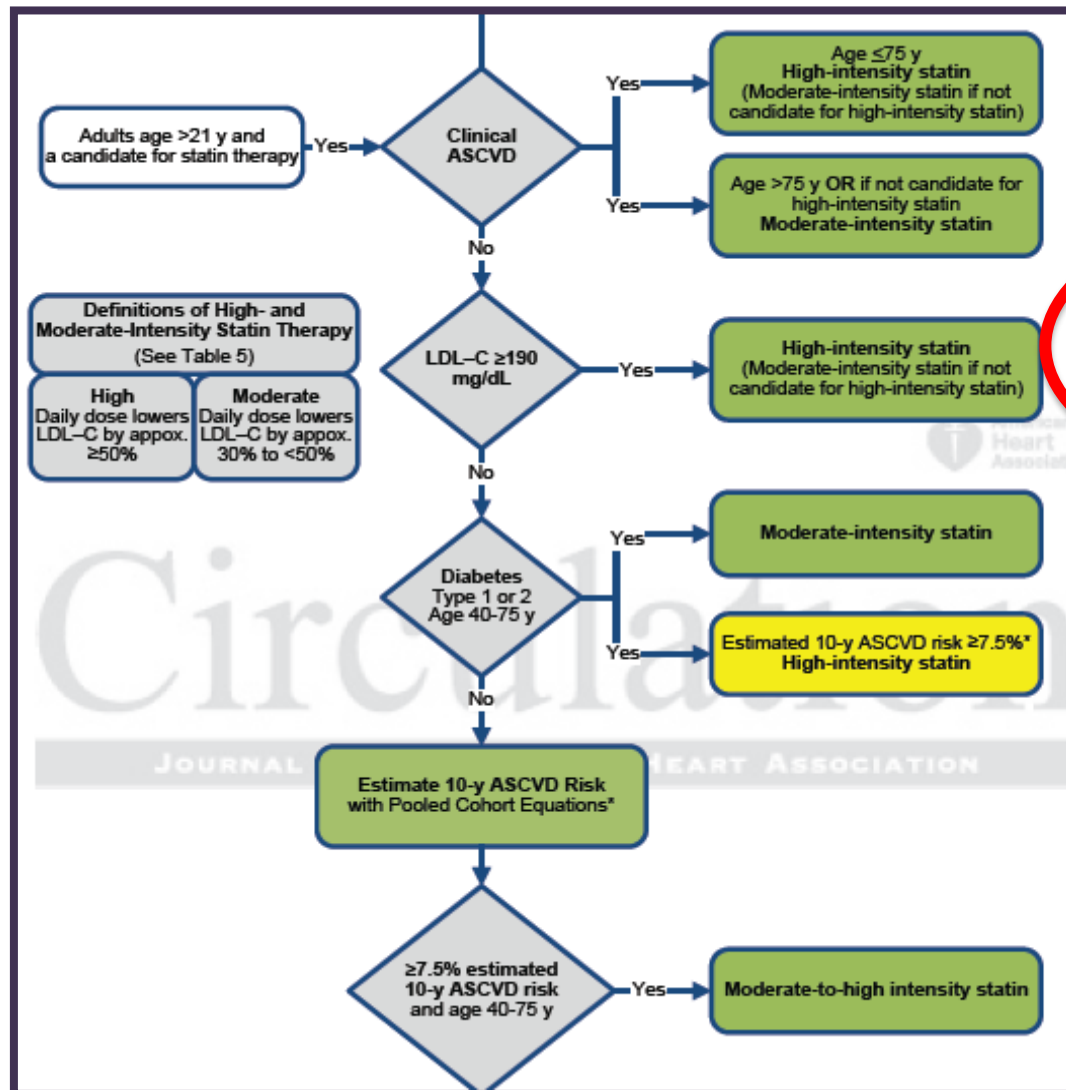 Age ≤75 y
High-intensity statin
(Moderate-intensity statin if not
candidate for high-intensity statin)
Yes
Adults age >21 y and
a candidate for statin therapy
Yes
Clinical
ASCVD
Yes
Age >75 y OR if not candidate for
high-intensity statin
Moderate-intensity statin
No
Definitions of High- and
Moderate-Intensity Statin Therapy
(See Table 5)
High
Daily dose lowers
LDL–C by appox.
≥50%
Moderate
Daily dose lowers
LDL–C by appox.
30% to <50%
LDL–C ≥190
mg/dL
Yes
High-intensity statin
(Moderate-intensity statin if not
candidate for high-intensity statin)
Heart
No
Yes
Moderate-intensity statin
Diabetes
Type 1 or 2
Age 40-75 y
Yes
Estimated 10-y ASCVD risk ≥7.5%*
High-intensity statin
Circulation
No
JOURNAL HEART ASSOCIATION
Estimate 10-y ASCVD Risk
with Pooled Cohort Equations*
≥7.5% estimated
10-y ASCVD risk
and age 40-75 y
Yes
Moderate-to-high intensity statin